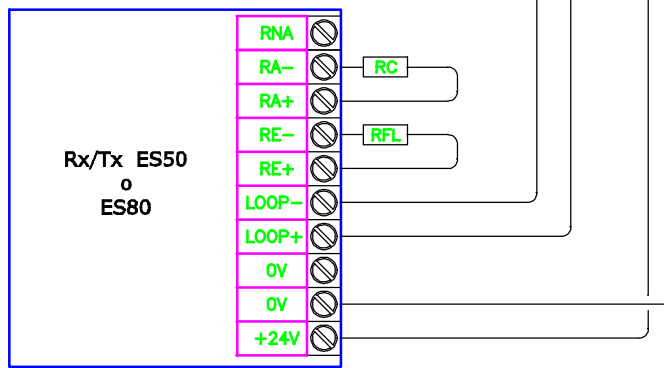 RNA
RA-
RC
RA+
RE-
RFL
RE+
Rx/Tx ES50
o
ES80
LOOP-
LOOP+
0V
0V
+24V